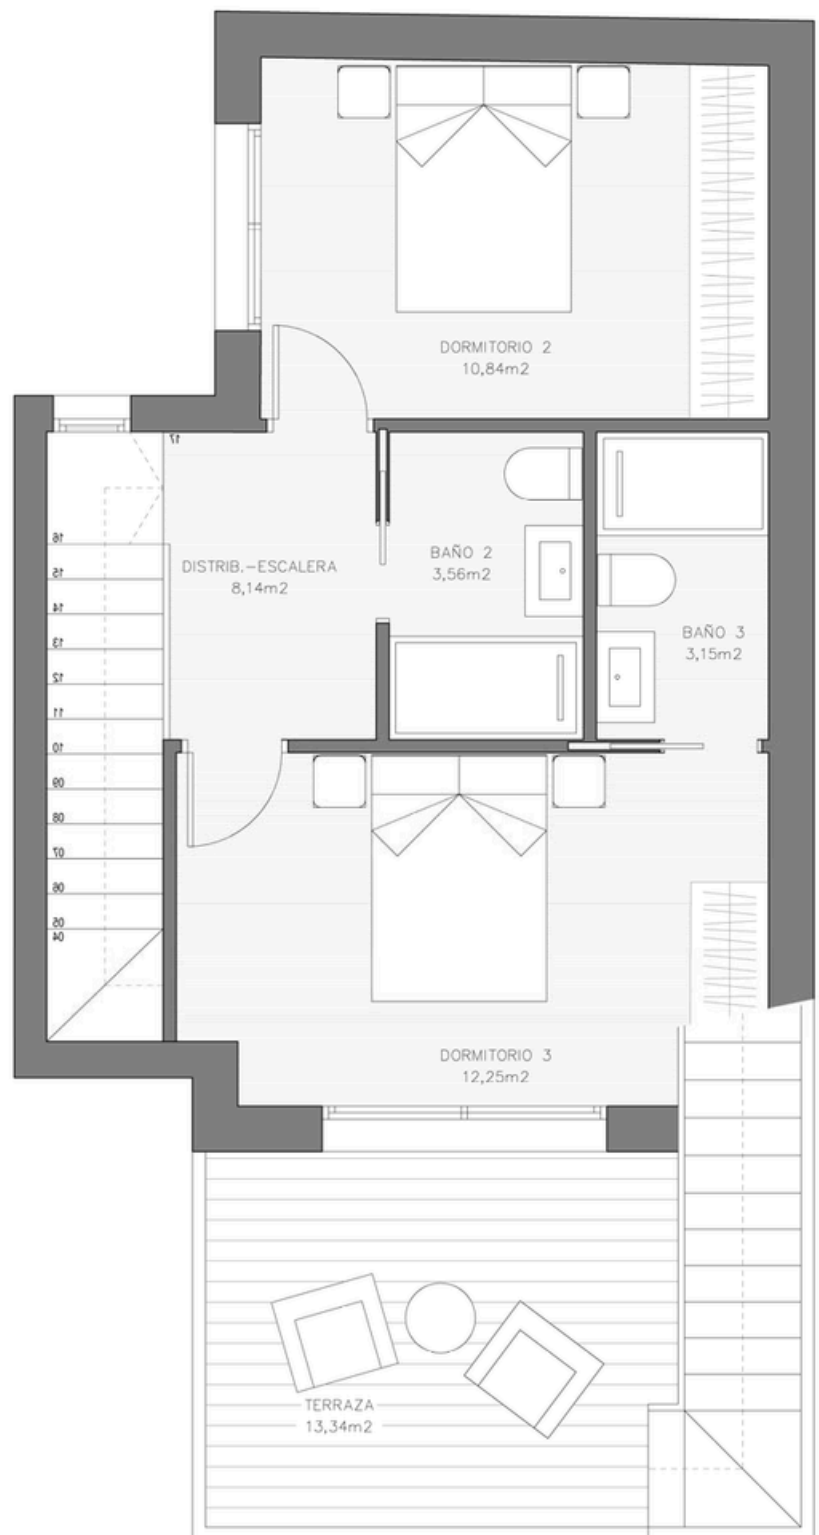 DORMITORIO 2
10,84m2
17
16
15
14
13
12
11
10
09
08
07
06
05
04
DISTRIB.-ESCALERA
8,14m2
BAÑO 2
3,56m2
BAÑO 3
3,15m2
DORMITORIO 3
12,25m2
TERRAZA
13,34m2